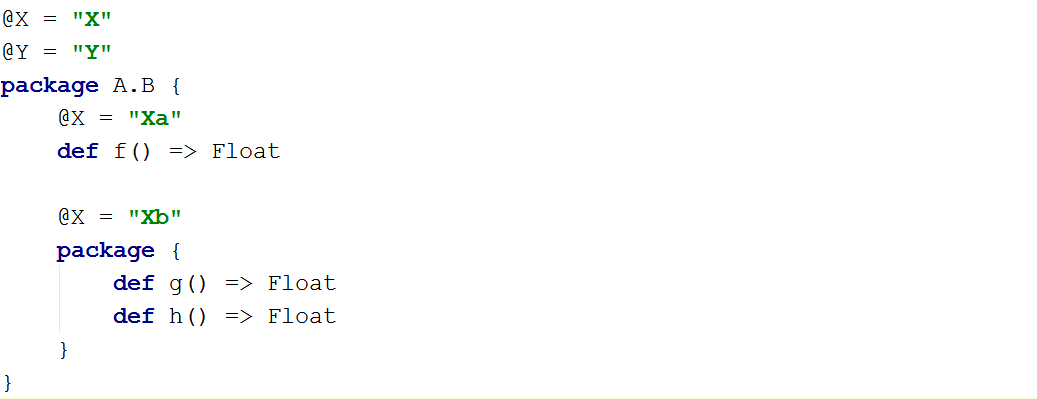 @X = "X"
@Y = "Y"
package A.B {
    @X = "Xa"
    def f() => Float

    @X = "Xb"
    package {
        def g() => Float
        def h() => Float
    }
}